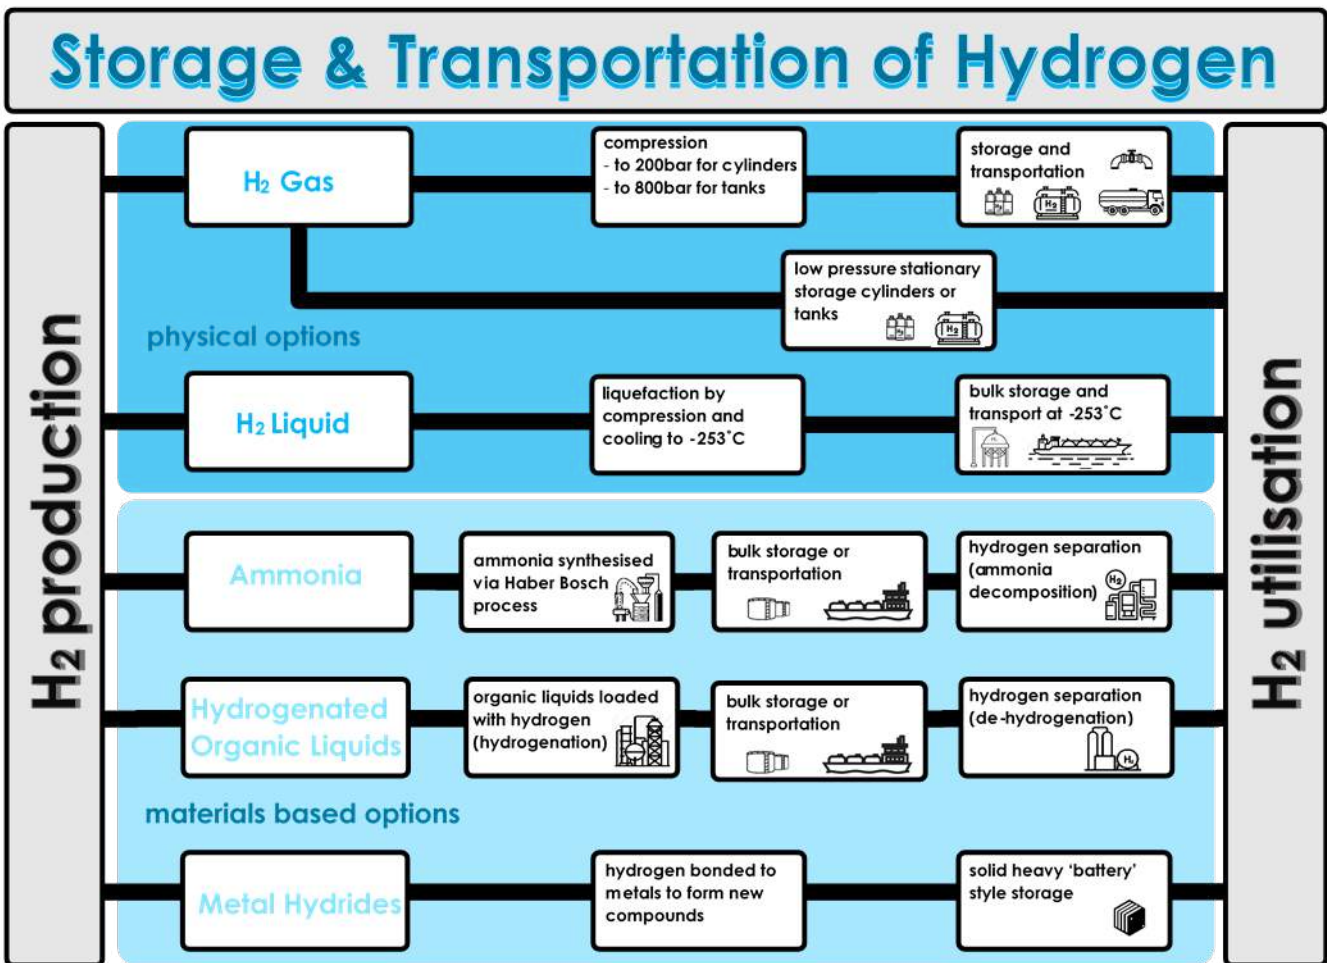 Storage & Transportation of Hydrogen
H2 production
H2 Gas
compression
- to 200bar for cylinders
- to 800bar for tanks
storage and
transportation
H2
low pressure stationary
storage cylinders or
tanks
H2
physical options
H2 Liquid
liquefaction by
compression and
cooling to -253°C
bulk storage and
transport at -253°C
Ammonia
ammonia synthesised
via Haber Bosch
process
bulk storage or
transportation
hydrogen separation
(ammonia
decomposition)
H2
Hydrogenated
Organic Liquids
organic liquids loaded
with hydrogen
(hydrogenation)
bulk storage or
transportation
hydrogen separation
(de-hydrogenation)
H2
materials based options
Metal Hydrides
hydrogen bonded to
metals to form new
compounds
solid heavy ‘battery’
style storage
H2 utilisation